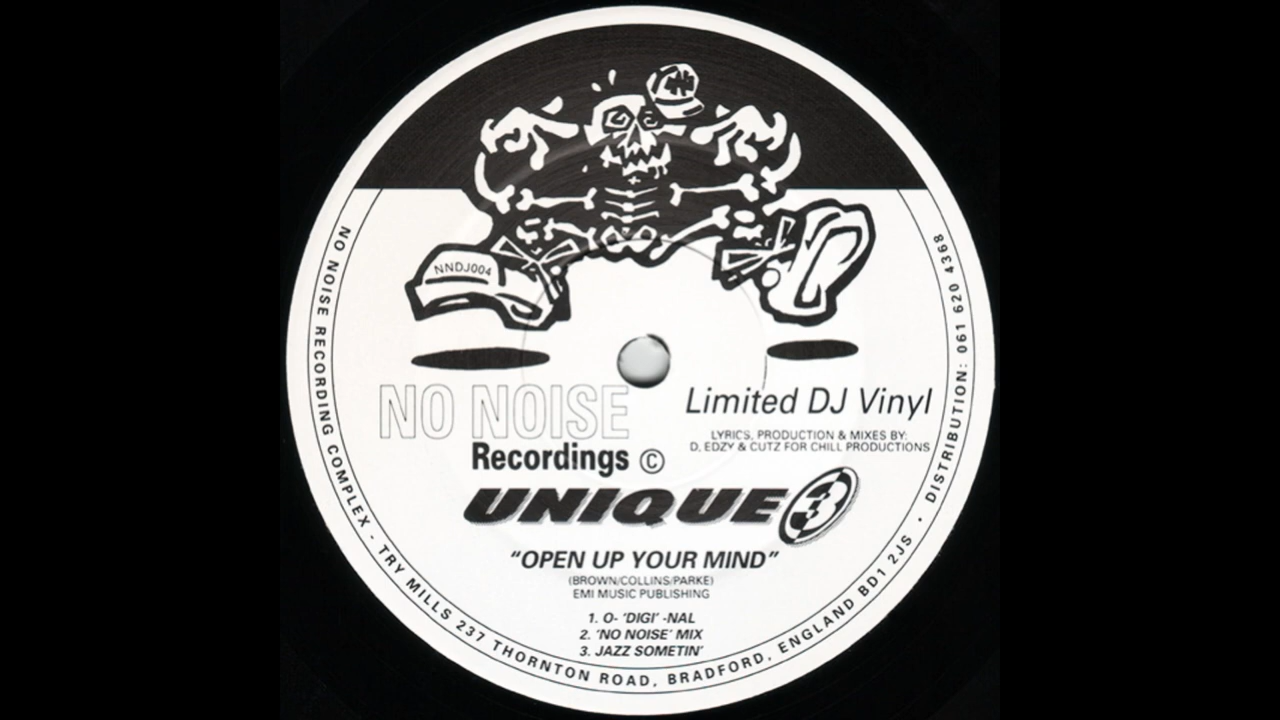 NNDJ004
NO NOISE
Recordings ©
Limited DJ Vinyl
LYRICS, PRODUCTION & MIXES BY:
D, EDZY & CUTZ FOR CHILL PRODUCTIONS
UNIQUE 3
"OPEN UP YOUR MIND"
(BROWN/COLLINS/PARKE)
EMI MUSIC PUBLISHING
1. O- 'DIGI' -NAL
2. 'NO NOISE' MIX
3. JAZZ SOMETIN'
NO NOISE RECORDING COMPLEX - TRY MILLS 237 THORNTON ROAD, BRADFORD, ENGLAND BD1 2JS · DISTRIBUTION: 061 620 4368